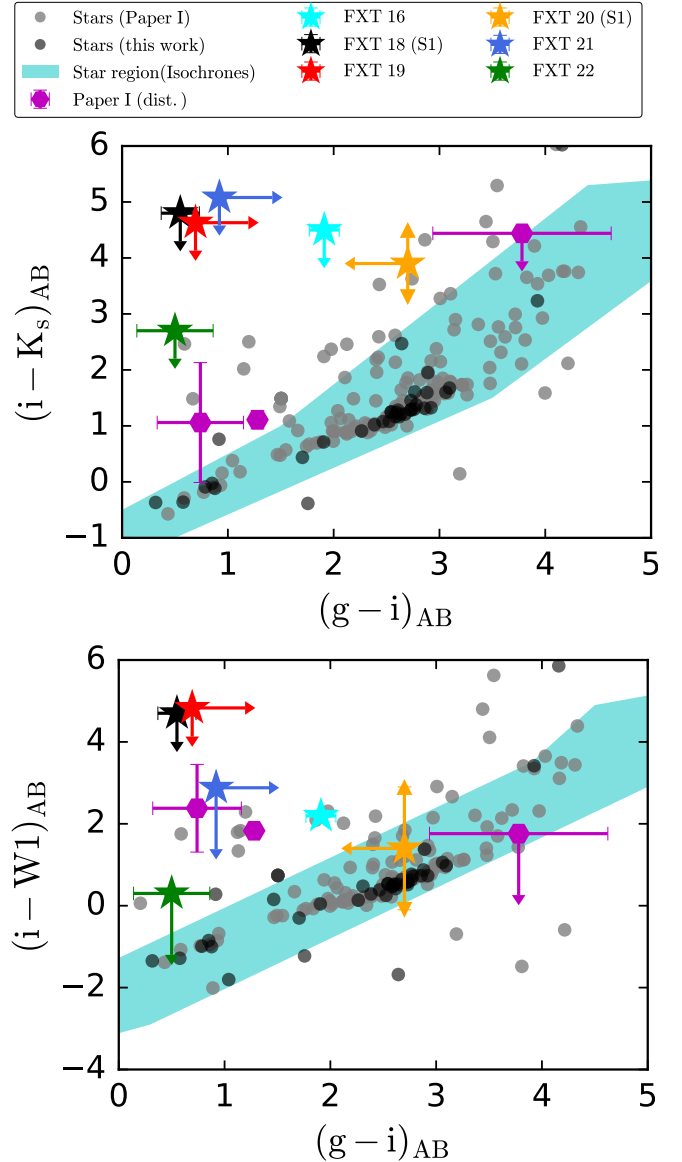 Stars (Paper I)
Stars (this work)
Star region(Isochrones)
Paper I (dist.)
FXT 16
FXT 18 (S1)
FXT 19
FXT 20 (S1)
FXT 21
FXT 22
6
5
4
3
2
1
0
−1
(i − Kₛ)AB
0 1 2 3 4 5
(g − i)AB
6
4
2
0
−2
−4
(i − W1)AB
0 1 2 3 4 5
(g − i)AB